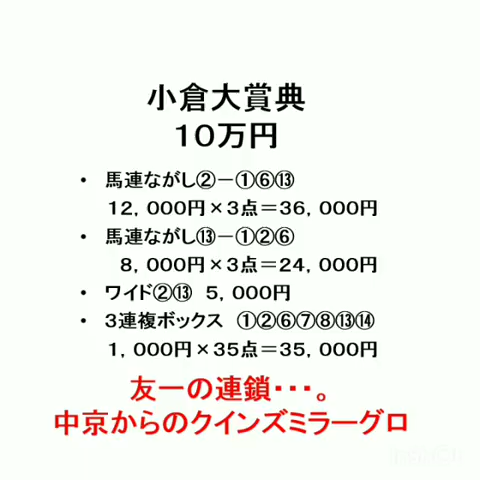 小倉大賞典
10万円
・ 馬連ながし②－①⑥⑬
12,000円×3点＝36,000円
・ 馬連ながし⑬－①②⑥
8,000円×3点＝24,000円
・ ワイド②⑬ 5,000円
・ 3連複ボックス ①②⑥⑦⑧⑬⑭
1,000円×35点＝35,000円
友一の連鎖・・・。
中京からのクインズミラーグロ